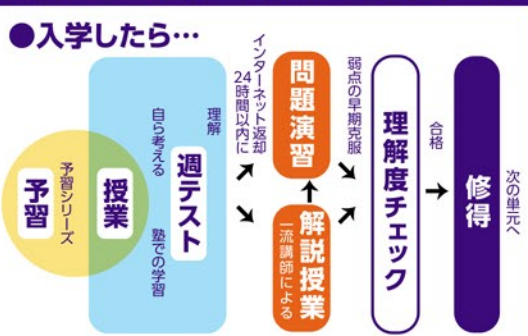 ●入学したら…
予習
予習シリーズ
授業
自ら考える
塾での学習
週テスト
理解
24時間以内に
インターネット返却
問題演習
一流講師による
解説授業
弱点の早期克服
理解度チェック
合格
修得
次の単元へ